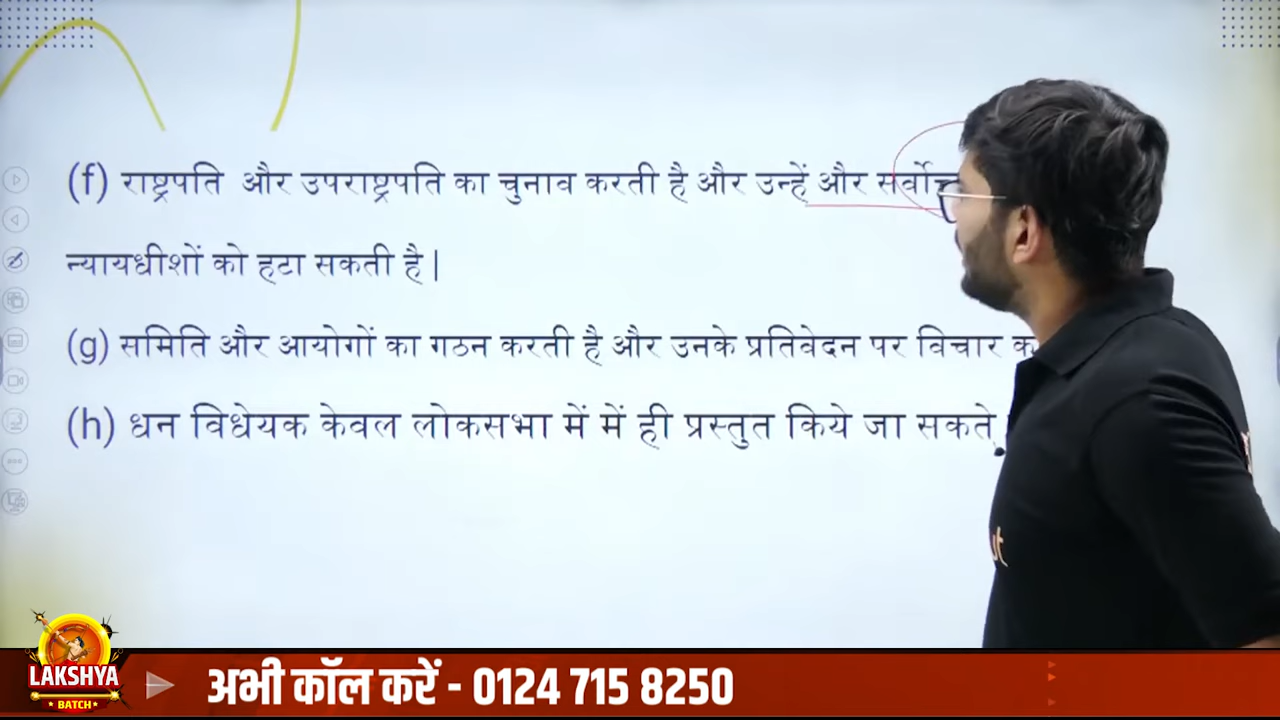 (f) राष्ट्रपति और उपराष्ट्रपति का चुनाव करती है और उन्हें और
न्यायधीशों को हटा सकती है |
(g) समिति और आयोगों का गठन करती है और उनके प्रतिवेदन पर विचार
(h) धन विधेयक केवल लोकसभा में में ही प्रस्तुत किये जा सकते
LAKSHYA
BATCH
अभी कॉल करें - 0124 715 8250